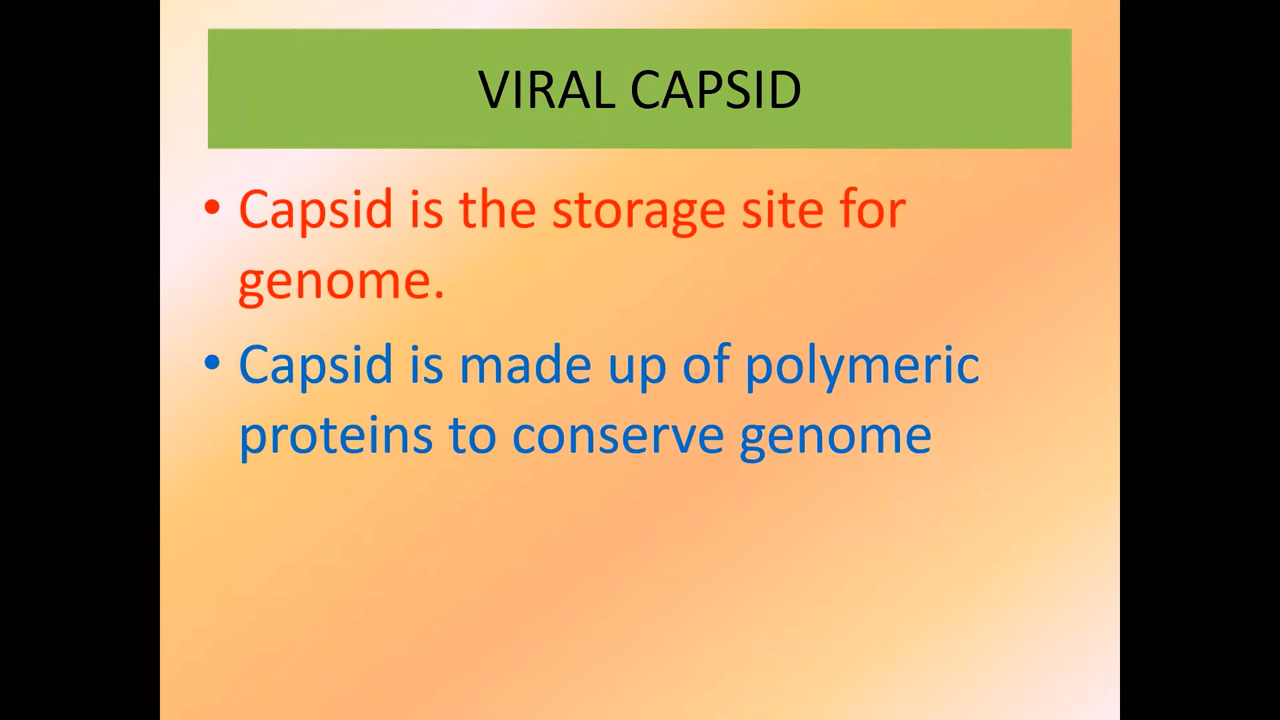 VIRAL CAPSID
• Capsid is the storage site for
genome.
• Capsid is made up of polymeric
proteins to conserve genome